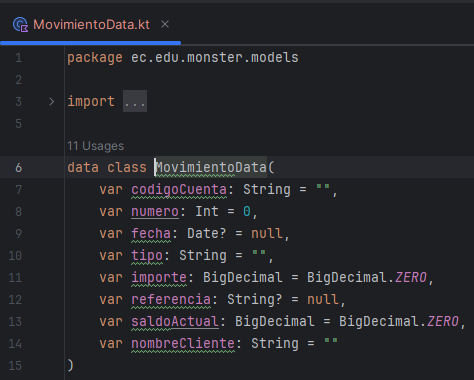 MovimientoData.kt ×
1 package ec.edu.monster.models
2
3 import ...
5
11 Usages
6 data class MovimientoData(
7 var codigoCuenta: String = "",
8 var numero: Int = 0,
9 var fecha: Date? = null,
10 var tipo: String = "",
11 var importe: BigDecimal = BigDecimal.ZERO,
12 var referencia: String? = null,
13 var saldoActual: BigDecimal = BigDecimal.ZERO,
14 var nombreCliente: String = ""
15 )